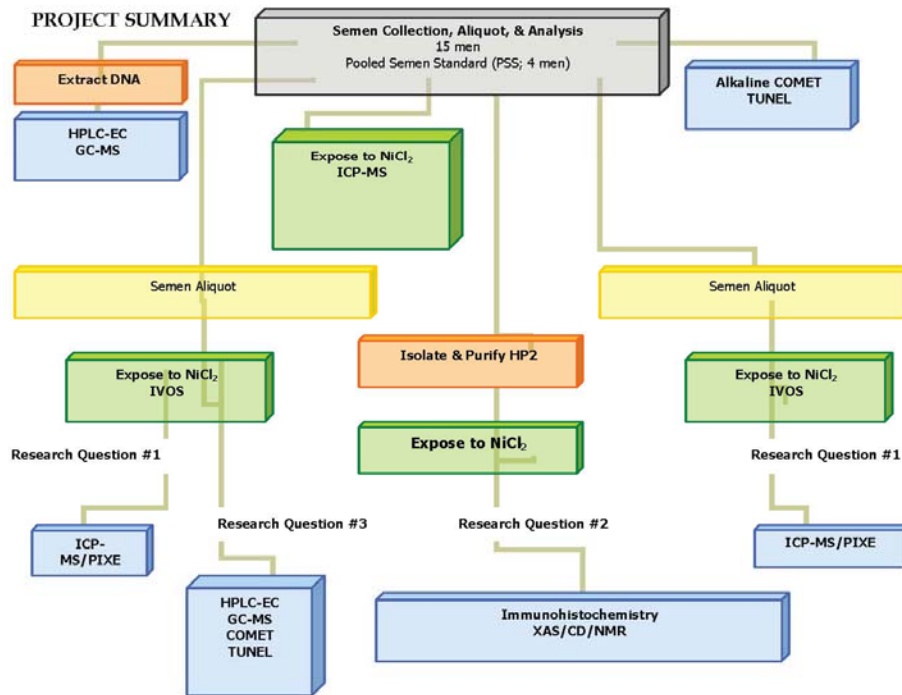 PROJECT SUMMARY
Semen Collection, Aliquot, & Analysis
15 men
Pooled Semen Standard (PSS; 4 men)
Extract DNA
HPLC-EC
GC-MS
Expose to NiCl₂
ICP-MS
Alkaline COMET
TUNEL
Semen Aliquot
Semen Aliquot
Isolate & Purify HP2
Expose to NiCl₂
IVOS
Expose to NiCl₂
IVOS
Expose to NiCl₂
Research Question #1
Research Question #1
Research Question #3
Research Question #2
ICP-
MS/PIXE
ICP-MS/PIXE
HPLC-EC
GC-MS
COMET
TUNEL
Immunohistochemistry
XAS/CD/NMR